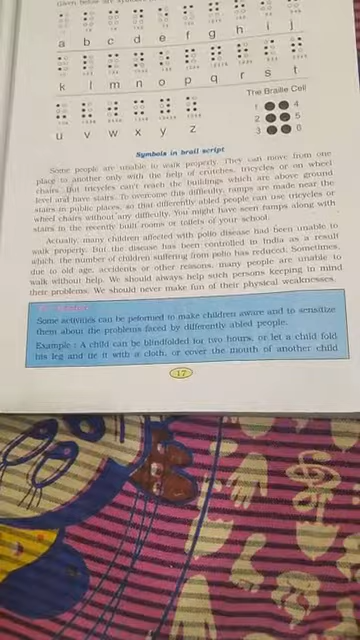 a b c d e f g h i j
k l m n o p q r s t
u v w x y z
The Braille Cell
1 4
2 5
3 6
Symbols in brail script
Some people are unable to walk properly. They can move from one
place to another only with the help of crutches, tricycles or on wheel
chairs. But tricycles can't reach the buildings which are above ground
level and have stairs. To overcome this difficulty, ramps are made near the
stairs in public places, so that differently abled people can use tricycles or
wheel chairs without any difficulty. You might have seen ramps along with
stairs in the recently built rooms or toilets of your school.
Actually, many children affected with polio disease had been unable to
walk properly. But, the disease has been controlled in India as a result
which, the number of children suffering from polio has reduced. Sometimes,
due to old age, accidents or other reasons, many people are unable to
walk without help. We should always help such persons keeping in mind
their problems. We should never make fun of their physical weaknesses.
Some activities can be peformed to make children aware and to sensitize
them about the problems faced by differently abled people.
Example : A child can be blindfolded for two hours, or let a child fold
his leg and tie it with a cloth, or cover the mouth of another child
17